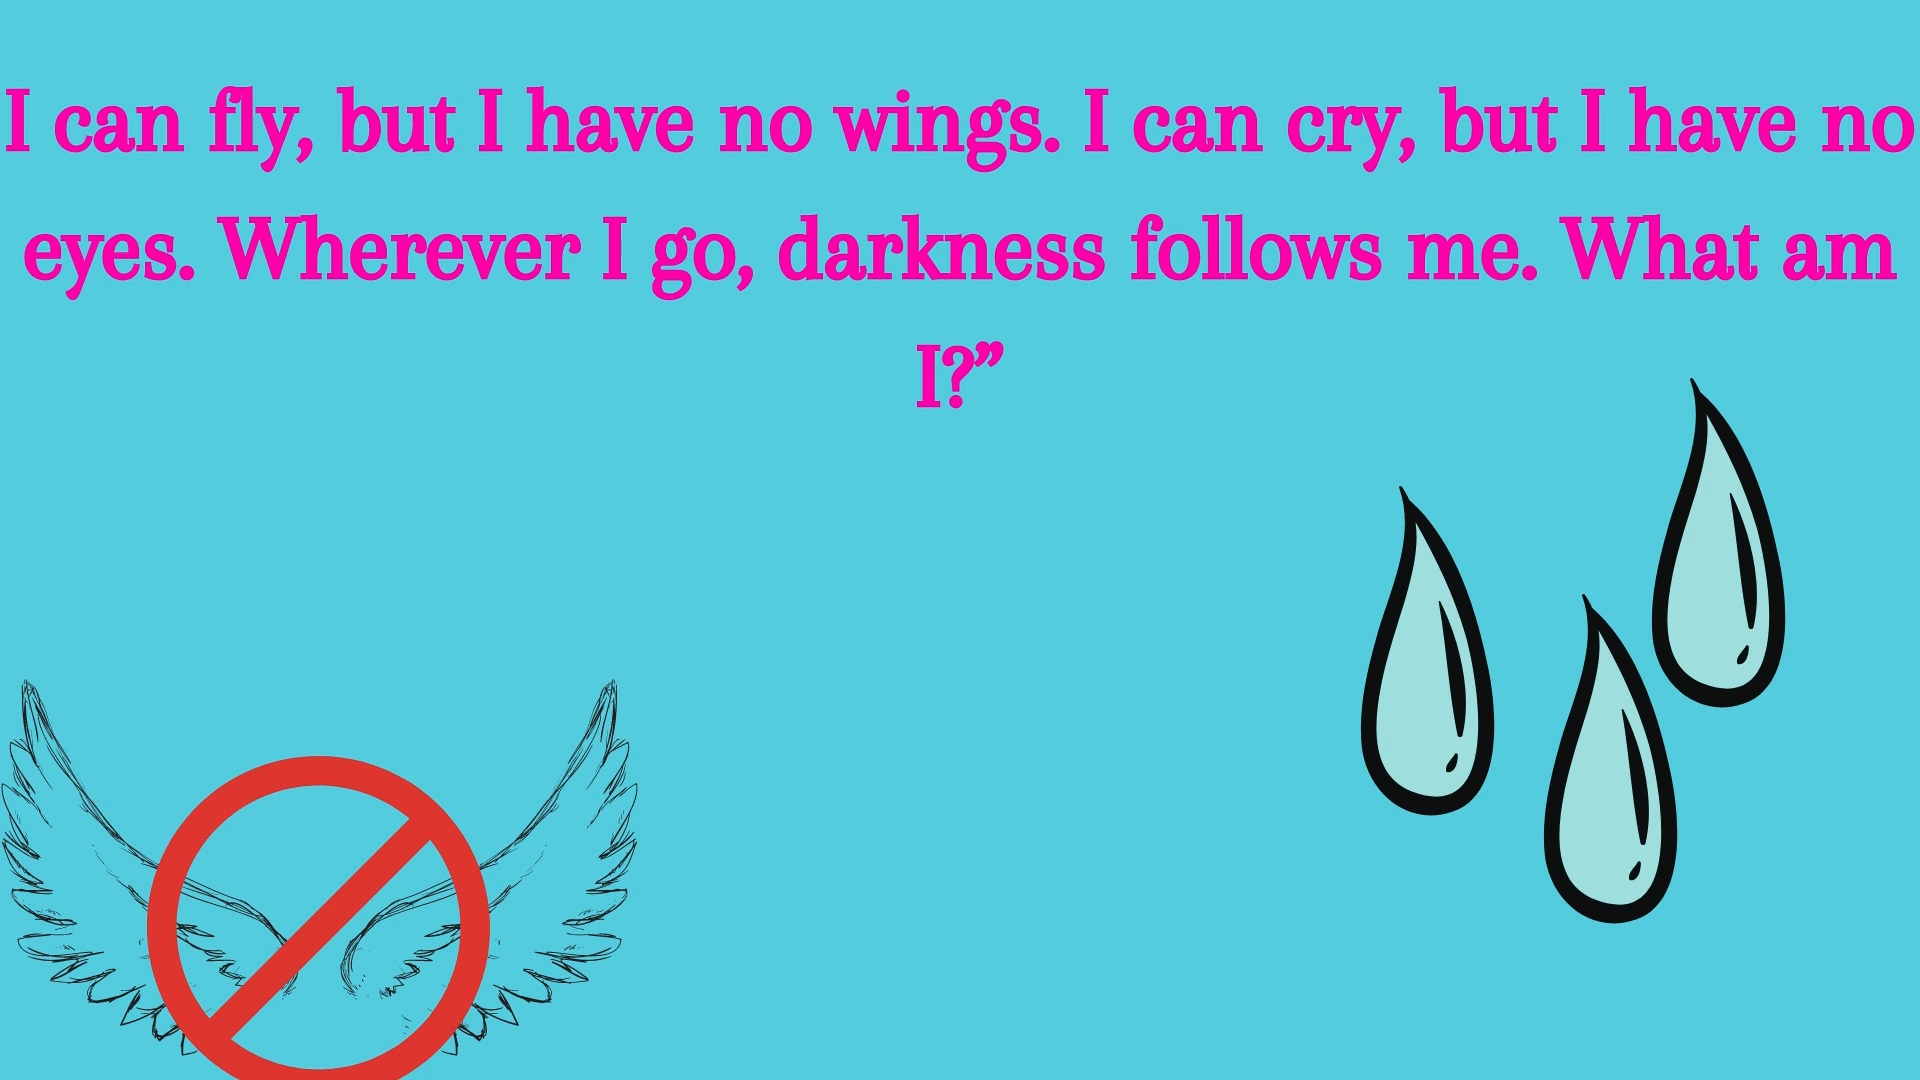 I can fly, but I have no wings. I can cry, but I have no
eyes. Wherever I go, darkness follows me. What am
I?”